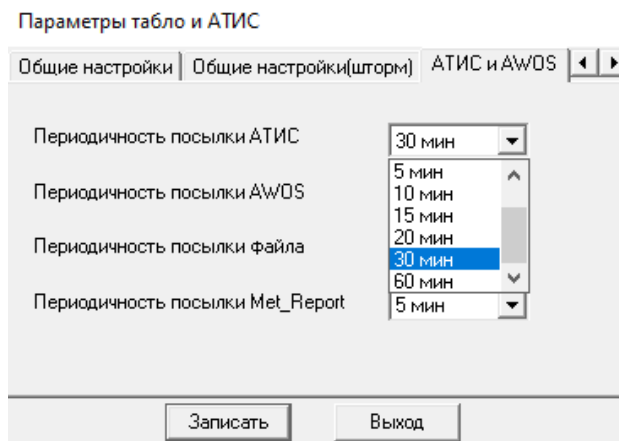 Параметры табло и АТИС
Общие настройки Общие настройки(шторм) АТИС и AWOS
Периодичность посылки АТИС 30 мин
5 мин
10 мин
Периодичность посылки AWOS
15 мин
20 мин
Периодичность посылки файла
30 мин
60 мин
Периодичность посылки Met_Report 5 мин
Записать Выход